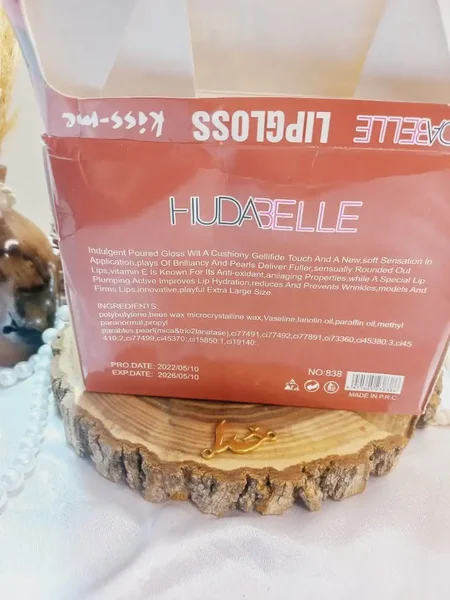 kiss-me LIPGLOSS HUDABELLE
HUDABELLE
Indulgent Poured Gloss Wit A Cushiony Gellifide Touch And A New,soft Sensation in
Application,plays Of Brilliancy And Pearls Deliver Fuller,sensually Rounded Out
Lips,vitamin E Is Known For Its Anti-oxidant,antiaging Properties,while A Special Lip
Plumping Active Improves Lip Hydration,reduces And Prevents Wrinkles,models And
Firms Lips.innovative,playful Extra Large Size.
INGREDIENTS:
polybutylone,bees wax microcrystalline wax,Vaseline,lanolin oil,paraffin oil,methyl
paranormal,propyl
parables.pearl(mica&trio2lanatase),ci77491,ci77492,ci77891,ci73360,ci45380:3,ci45
410:2,ci77499,ci45370:,ci15850:1,ci19140:
PRO.DATE: 2022/05/10
EXP.DATE: 2026/05/10
NO:838
MADE IN P.R.C